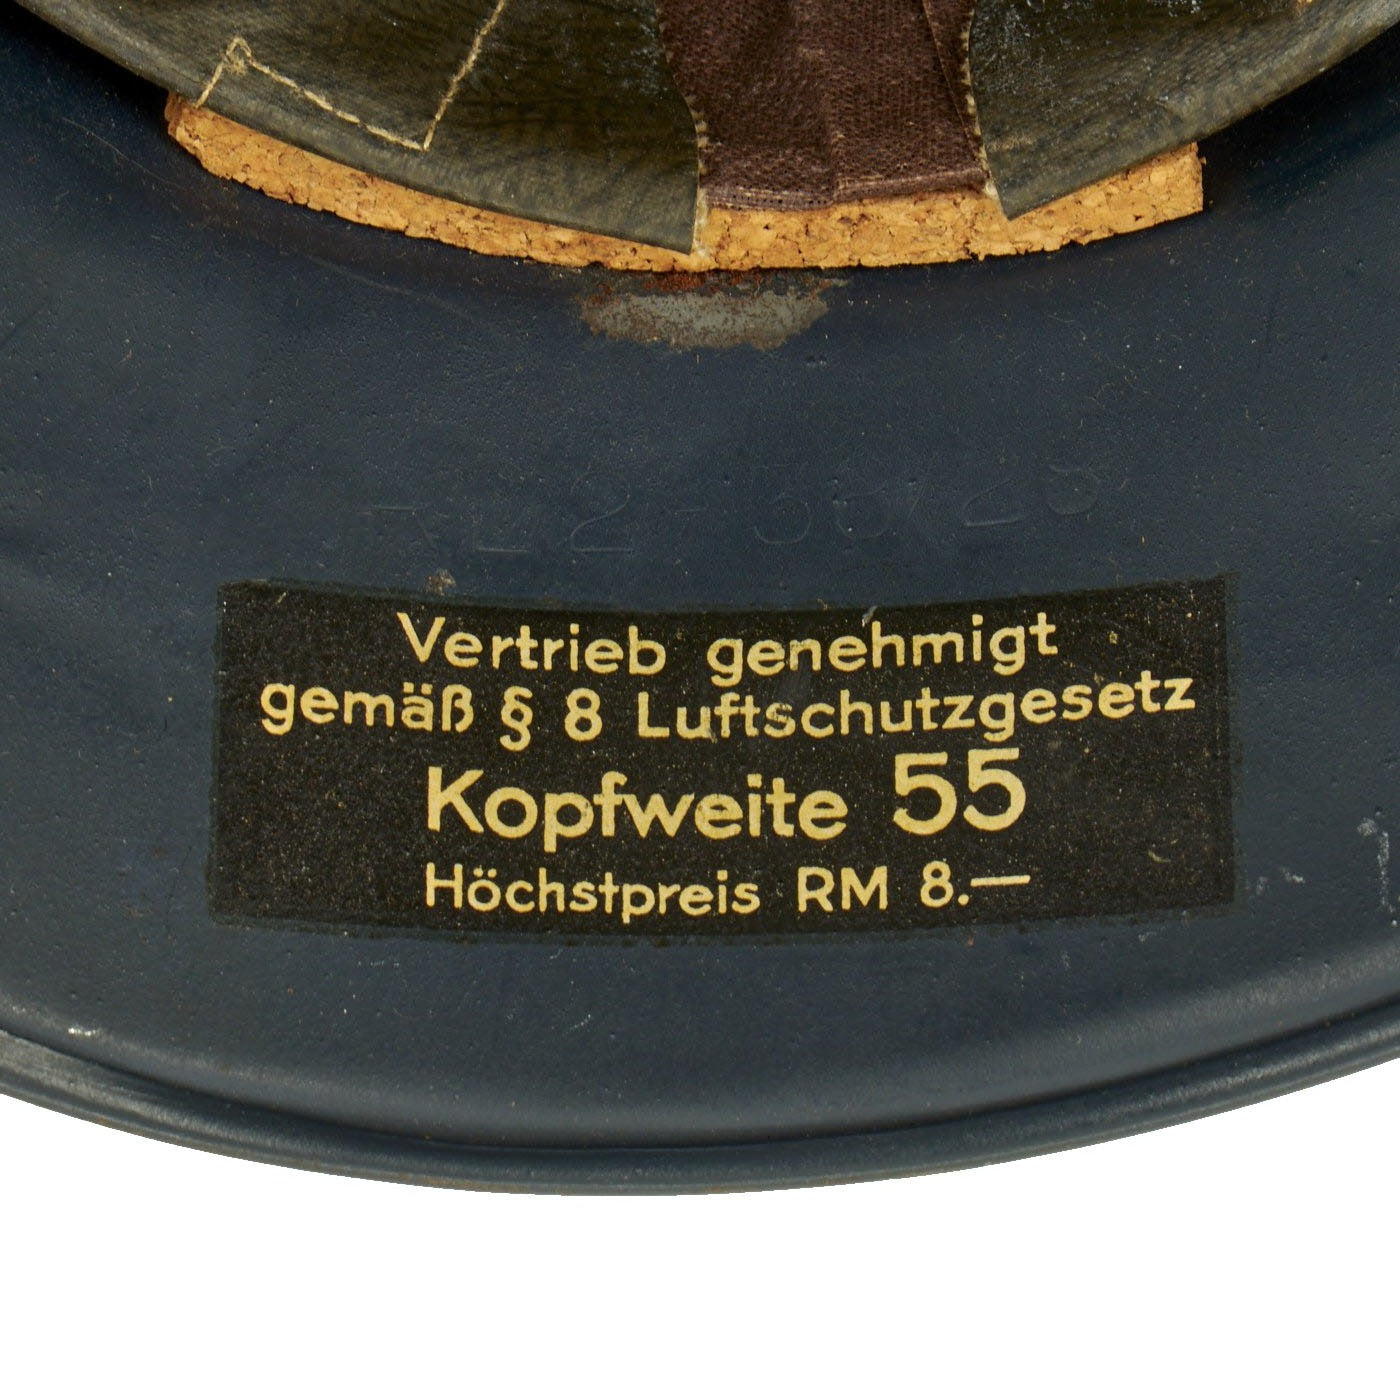 Vertrieb genehmigt
gemäß § 8 Luftschutzgesetz
Kopfweite 55
Höchstpreis RM 8.—